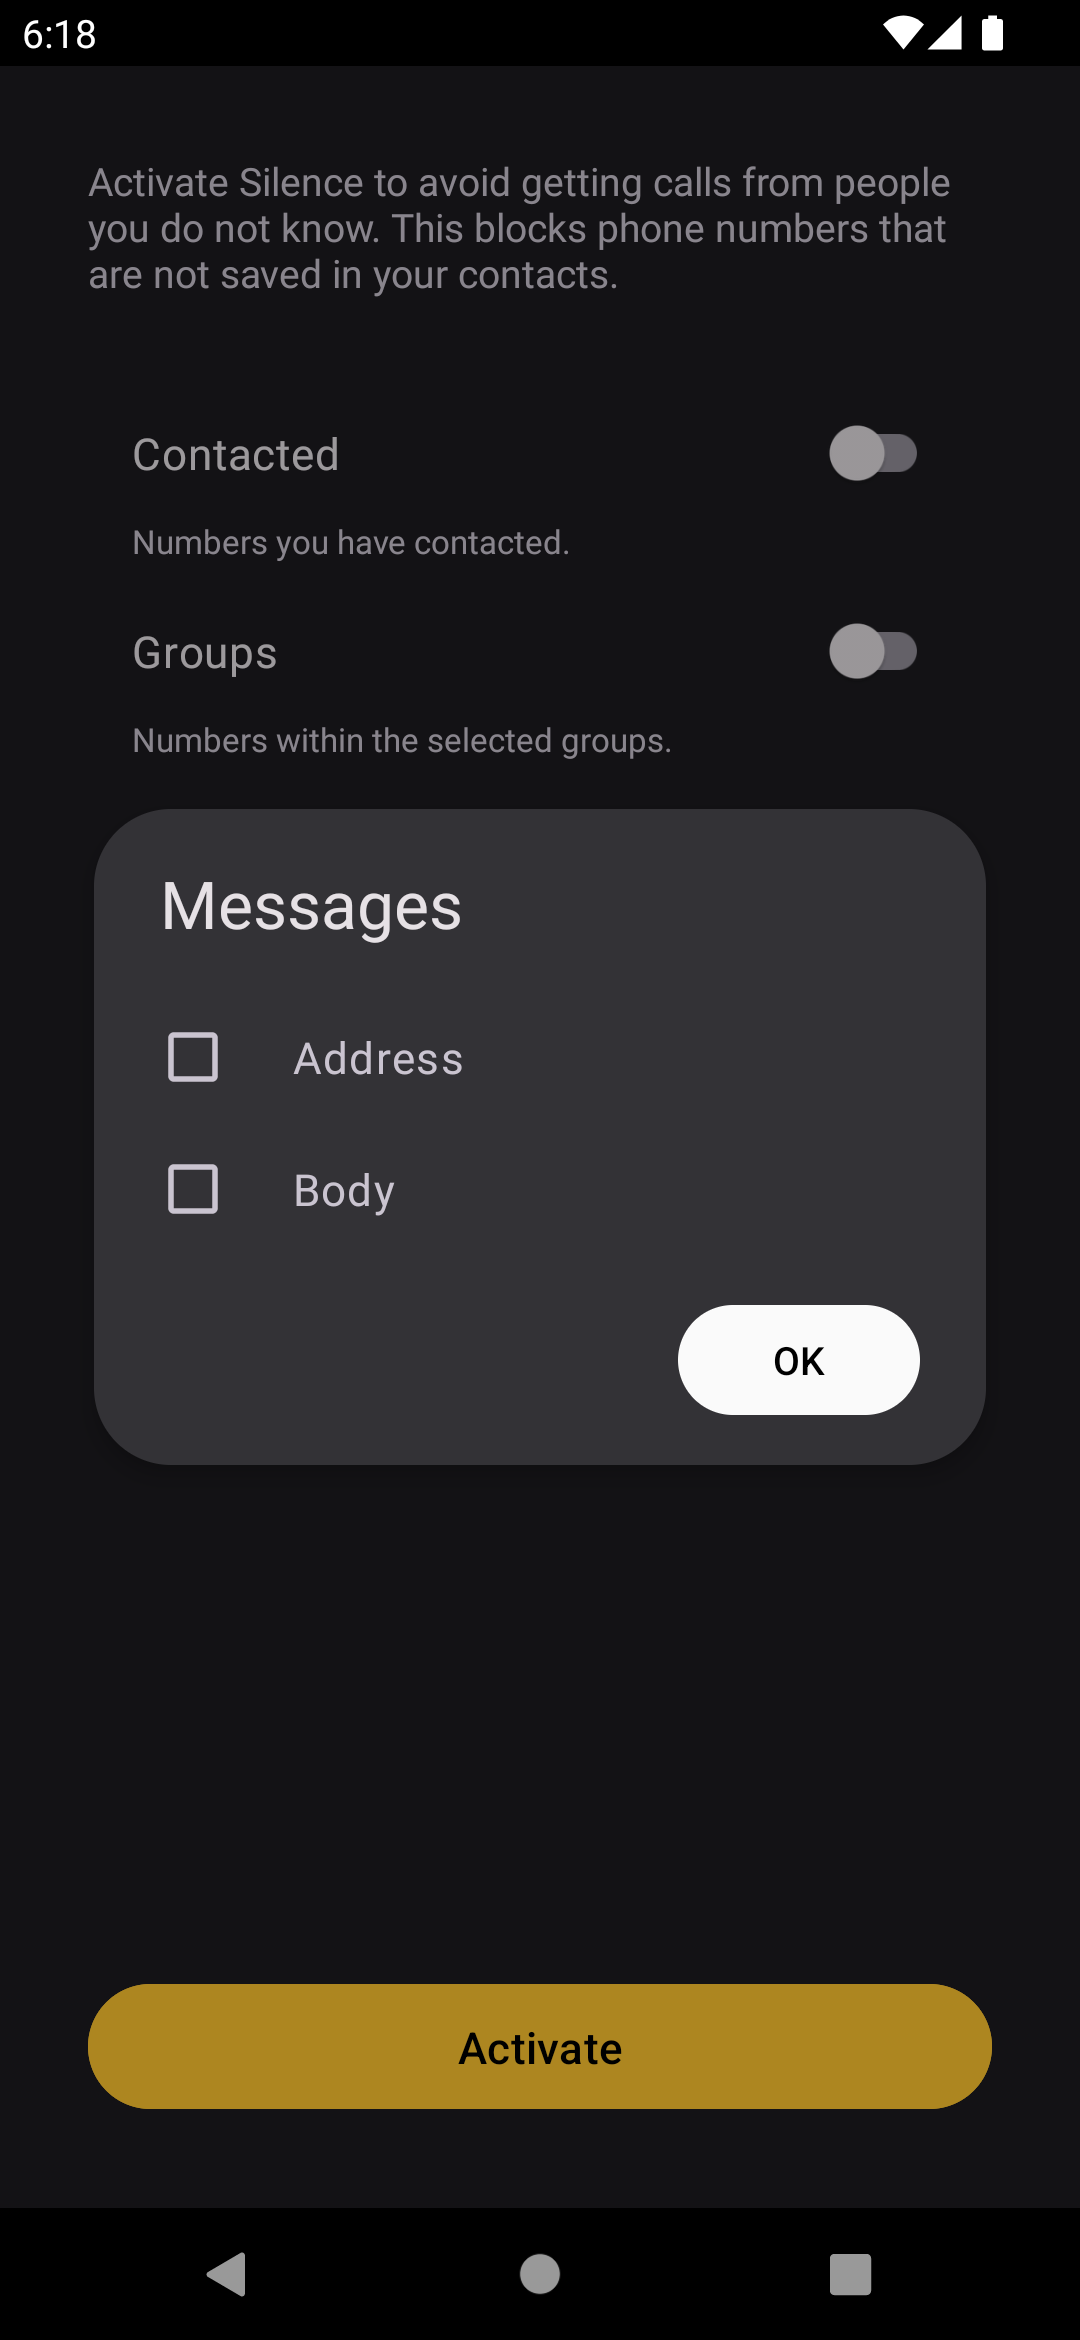 6:18
Activate Silence to avoid getting calls from people
you do not know. This blocks phone numbers that
are not saved in your contacts.
Contacted
Numbers you have contacted.
Groups
Numbers within the selected groups.
Messages
Address
Body
OK
Activate